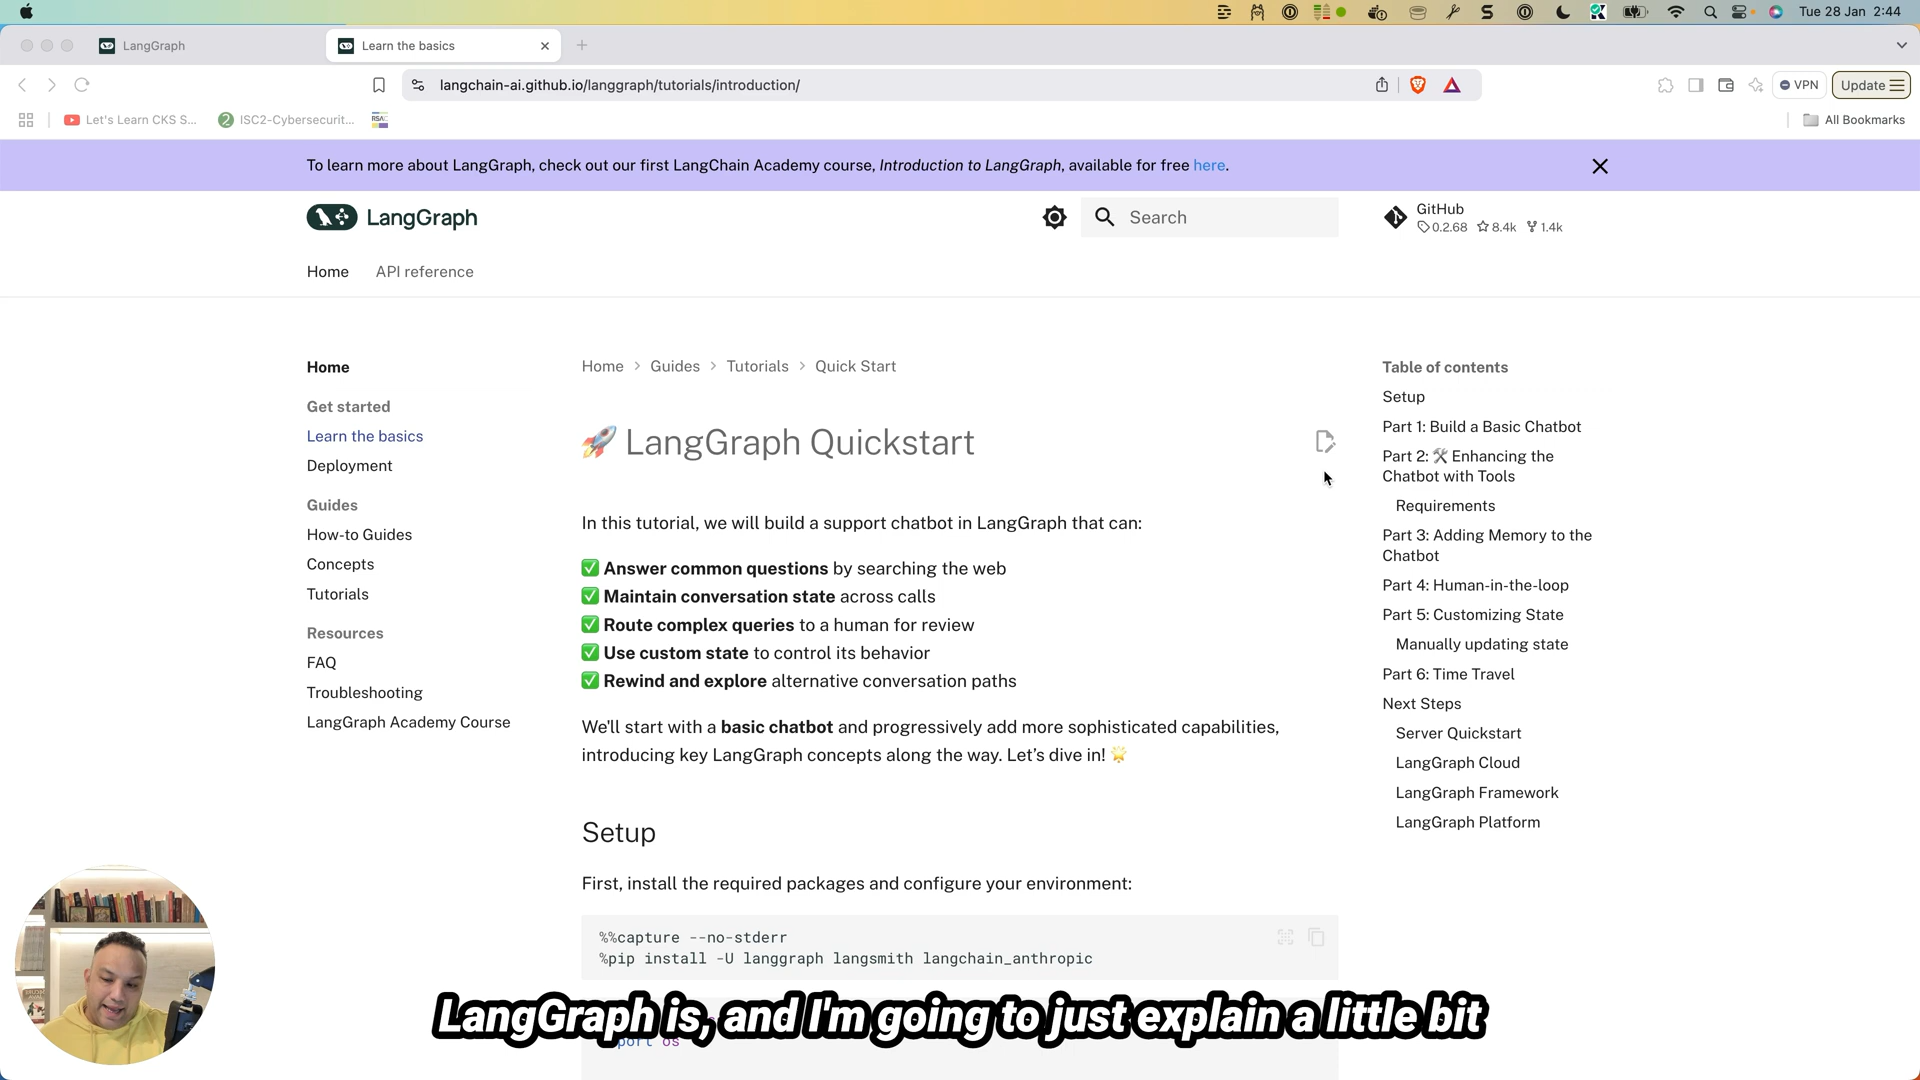 Tue 28 Jan 2:44
LangGraph
Learn the basics
langchain-ai.github.io/langgraph/tutorials/introduction/
VPN
Update
Let's Learn CKS S...
ISC2-Cybersecurit...
All Bookmarks
To learn more about LangGraph, check out our first LangChain Academy course, Introduction to LangGraph, available for free here.
LangGraph
Search
GitHub
0.2.68 8.4k 1.4k
Home
API reference
Home
Get started
Learn the basics
Deployment
Guides
How-to Guides
Concepts
Tutorials
Resources
FAQ
Troubleshooting
LangGraph Academy Course
Home > Guides > Tutorials > Quick Start
🚀 LangGraph Quickstart
In this tutorial, we will build a support chatbot in LangGraph that can:
✅ Answer common questions by searching the web
✅ Maintain conversation state across calls
✅ Route complex queries to a human for review
✅ Use custom state to control its behavior
✅ Rewind and explore alternative conversation paths
We'll start with a basic chatbot and progressively add more sophisticated capabilities,
introducing key LangGraph concepts along the way. Let's dive in! 🌟
Setup
First, install the required packages and configure your environment:
%%capture --no-stderr
%pip install -U langgraph langsmith langchain_anthropic
os
Table of contents
Setup
Part 1: Build a Basic Chatbot
Part 2: 🛠️ Enhancing the
Chatbot with Tools
Requirements
Part 3: Adding Memory to the
Chatbot
Part 4: Human-in-the-loop
Part 5: Customizing State
Manually updating state
Part 6: Time Travel
Next Steps
Server Quickstart
LangGraph Cloud
LangGraph Framework
LangGraph Platform
LangGraph is, and I'm going to just explain a little bit